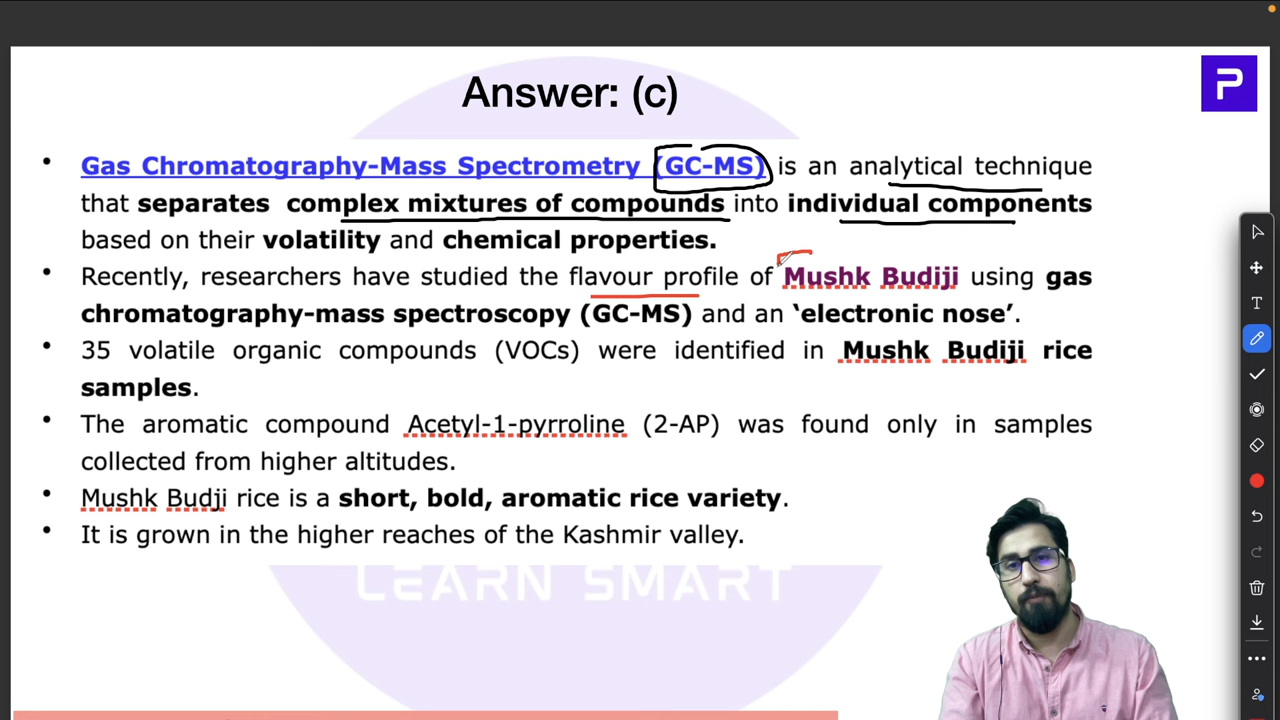 Answer: (c)
P
• Gas Chromatography-Mass Spectrometry (GC-MS) is an analytical technique
that separates complex mixtures of compounds into individual components
based on their volatility and chemical properties.
• Recently, researchers have studied the flavour profile of Mushk Budiji using gas
chromatography-mass spectroscopy (GC-MS) and an ‘electronic nose’.
• 35 volatile organic compounds (VOCs) were identified in Mushk Budiji rice
samples.
• The aromatic compound Acetyl-1-pyrroline (2-AP) was found only in samples
collected from higher altitudes.
• Mushk Budji rice is a short, bold, aromatic rice variety.
• It is grown in the higher reaches of the Kashmir valley.
LEARN SMART
T